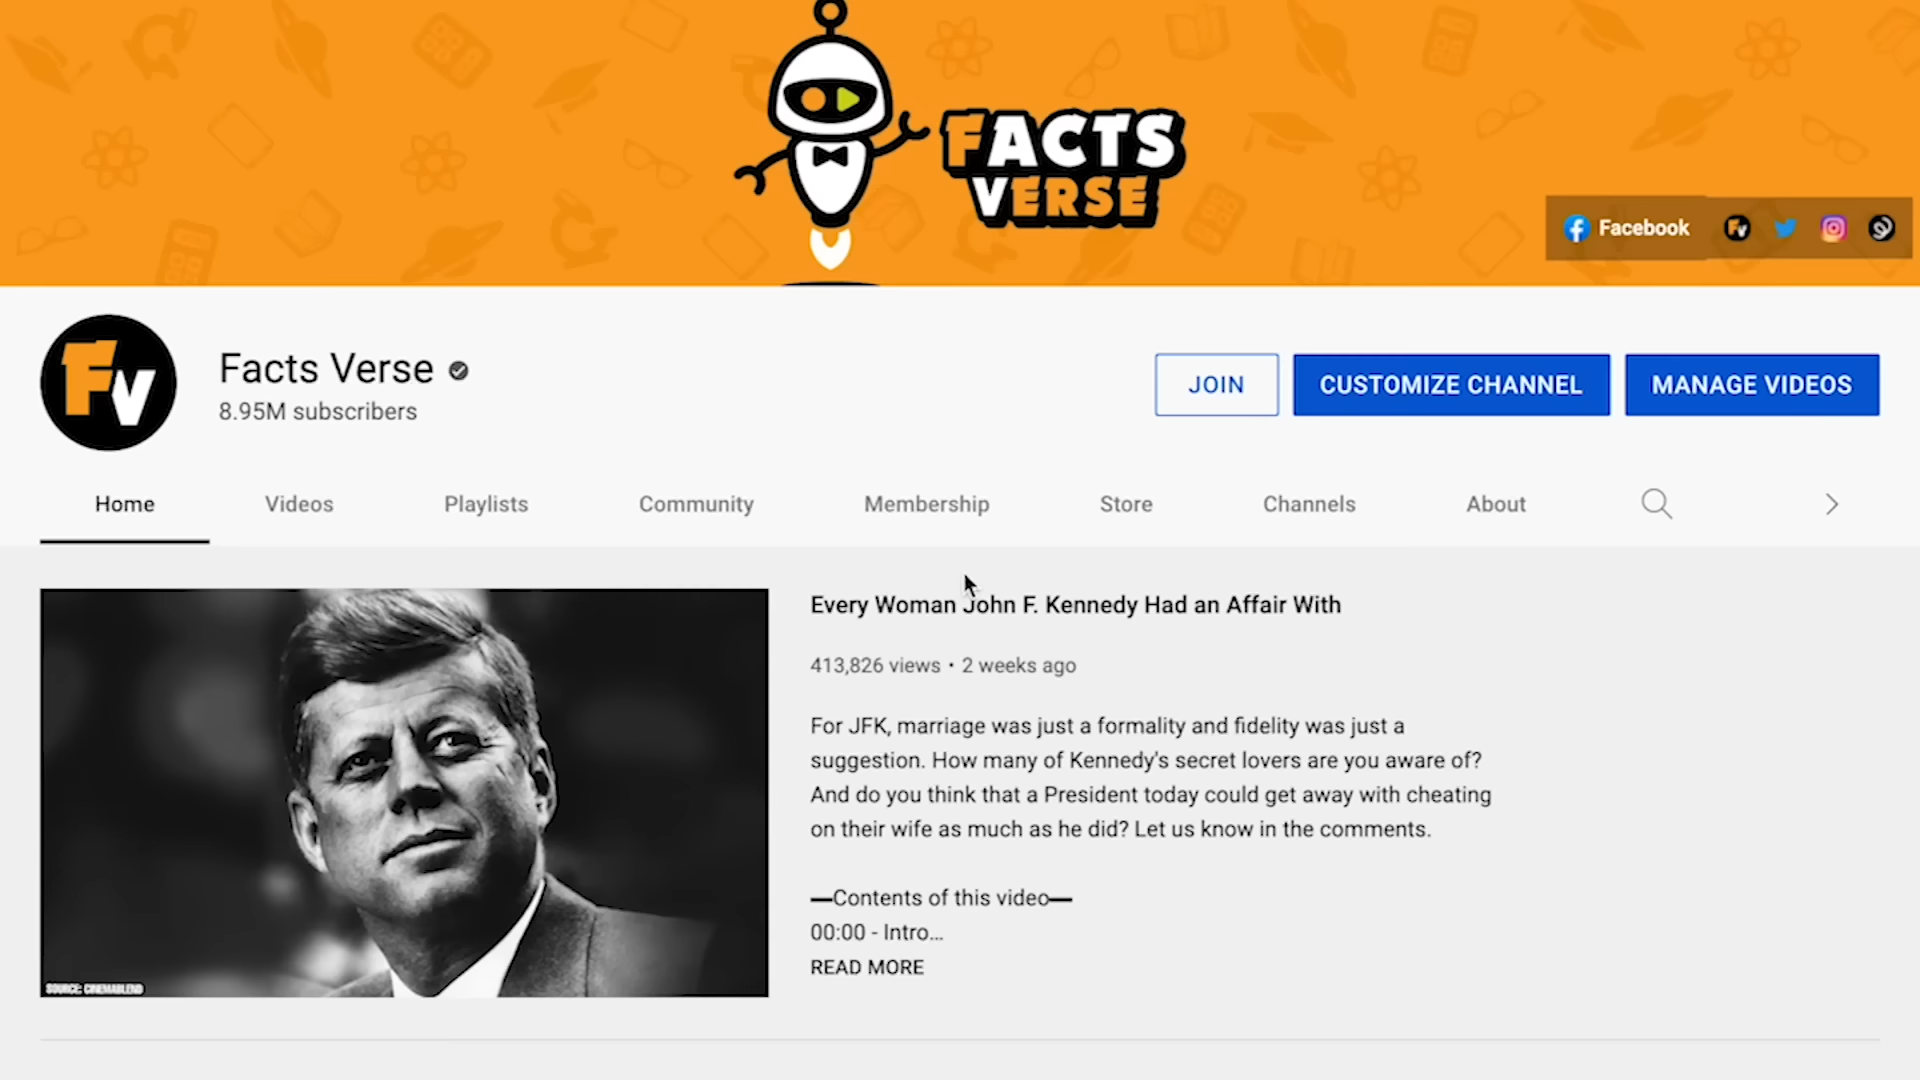 FACTS
VERSE
Facebook
FV
FV
Facts Verse
8.95M subscribers
JOIN
CUSTOMIZE CHANNEL
MANAGE VIDEOS
Home
Videos
Playlists
Community
Membership
Store
Channels
About
Every Woman John F. Kennedy Had an Affair With
413,826 views • 2 weeks ago
For JFK, marriage was just a formality and fidelity was just a
suggestion. How many of Kennedy's secret lovers are you aware of?
And do you think that a President today could get away with cheating
on their wife as much as he did? Let us know in the comments.
—Contents of this video—
00:00 - Intro...
READ MORE
SOURCE: CINEMABLEND